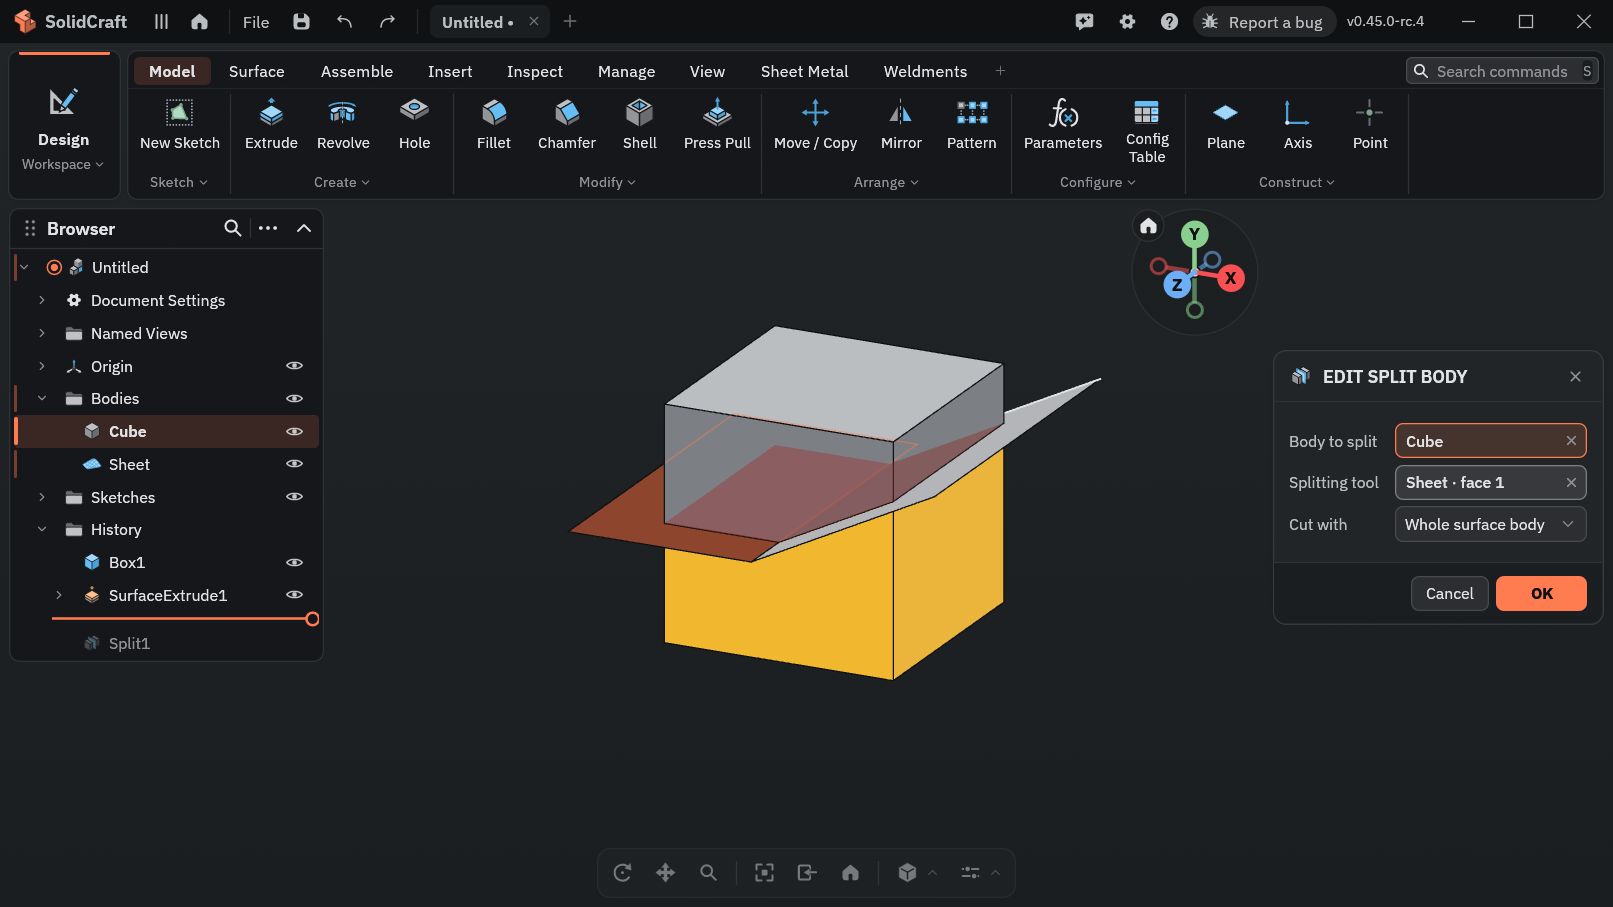 SolidCraft
File
Untitled •
Report a bug
v0.45.0-rc.4
Design
Workspace
Model
Surface
Assemble
Insert
Inspect
Manage
View
Sheet Metal
Weldments
Search commands
S
New Sketch
Extrude
Revolve
Hole
Fillet
Chamfer
Shell
Press Pull
Move / Copy
Mirror
Pattern
Parameters
Config
Table
Plane
Axis
Point
Sketch
Create
Modify
Arrange
Configure
Construct
Browser
Untitled
Document Settings
Named Views
Origin
Bodies
Cube
Sheet
Sketches
History
Box1
SurfaceExtrude1
Split1
Y
X
Z
EDIT SPLIT BODY
Body to split
Cube
Splitting tool
Sheet · face 1
Cut with
Whole surface body
Cancel
OK